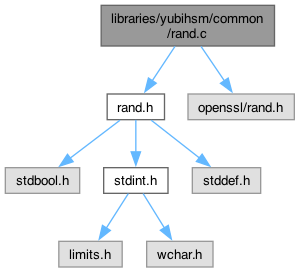 libraries/yubihsm/common
/rand.c
rand.h
openssl/rand.h
stdbool.h
stdint.h
stddef.h
limits.h
wchar.h